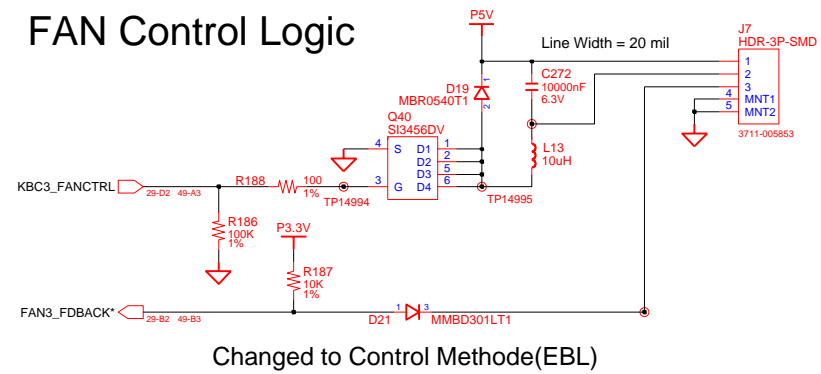 FAN Control Logic
P5V
Line Width = 20 mil
J7
HDR-3P-SMD
1
2
3
4 MNT1
5 MNT2
3711-005853
D19
MBR0540T1
1
2
C272
10000nF
6.3V
Q40
SI3456DV
4 S D1 1
D2 2
D3 5
3 G D4 6
L13
10uH
KBC3_FANCTRL
29-D2 49-A3
R188
100
1%
TP14994
TP14995
R186
100K
1%
P3.3V
R187
10K
1%
FAN3_FDBACK*
29-B2 49-B3
D21
1 3
MMBD301LT1
Changed to Control Methode(EBL)